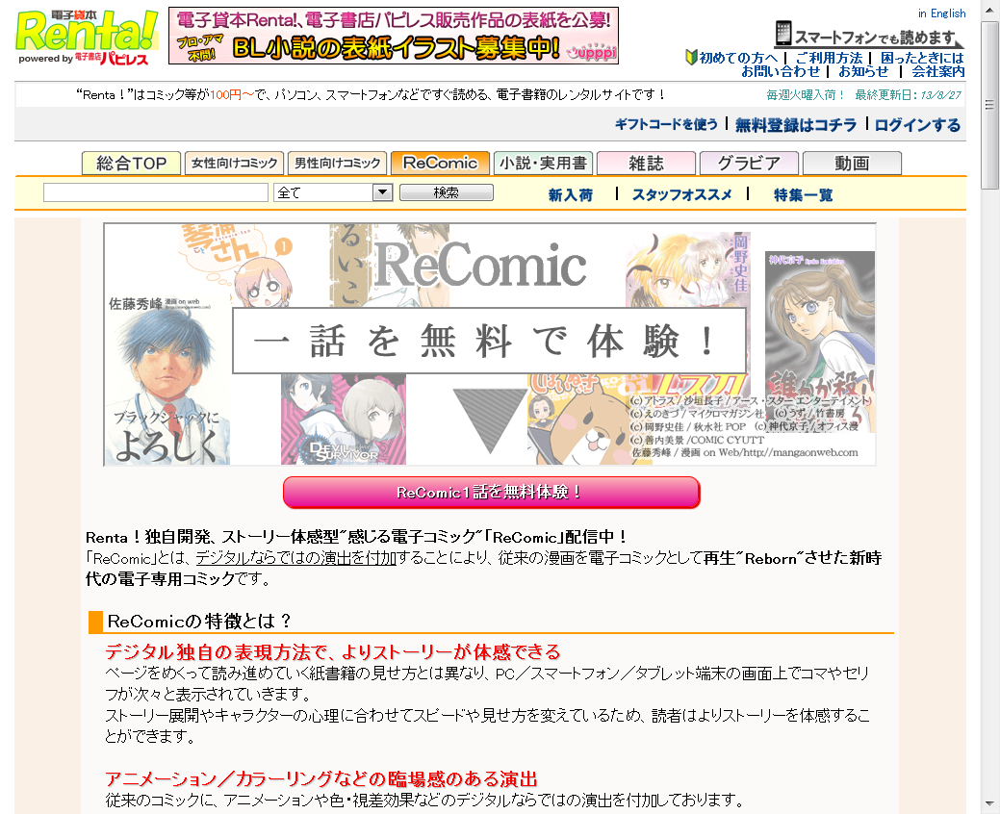 電子貸本
Renta!
powered by 電子書店パピレス
電子貸本Renta!、電子書店パピレス販売作品の表紙を公募!
プロ・アマ不問! BL小説の表紙イラスト募集中! upppi
in English
スマートフォンでも読めます
初めての方へ | ご利用方法 | 困ったときには
お問い合わせ | お知らせ | 会社案内
“Renta！”はコミック等が100円～で、パソコン、スマートフォンなどですぐ読める、電子書籍のレンタルサイトです！
毎週火曜入荷！ 最終更新日：13/8/27
ギフトコードを使う | 無料登録はコチラ | ログインする
総合TOP 女性向けコミック 男性向けコミック ReComic 小説・実用書 雑誌 グラビア 動画
全て 検索 新入荷 | スタッフオススメ | 特集一覧
琴浦さん 1
るいこ
ReComic
岡野史佳
神代京子
佐藤秀峰 漫画 on web
(http://mangaonweb.com)
一話を無料で体験！
ブラックジャックによろしく
DEVIL SURVIVOR
誰かが殺
(c)アトラス/沙垣長子/アース・スター エンターテイメント
(c)えのきづ/マイクロマガジン社 (c)うず/竹書房
(c)岡野史佳/秋水社 POP (c)神代京子/オフィス漫
(c)善内美景/COMIC CYUTT
佐藤秀峰/漫画 on Web/http://mangaonweb.com
ReComic1話を無料体験！
Renta！独自開発、ストーリー体感型”感じる電子コミック”「ReComic」配信中！
「ReComic」とは、デジタルならではの演出を付加することにより、従来の漫画を電子コミックとして再生”Reborn”させた新時
代の電子専用コミックです。
ReComicの特徴とは？
デジタル独自の表現方法で、よりストーリーが体感できる
ページをめくって読み進めていく紙書籍の見せ方とは異なり、PC／スマートフォン／タブレット端末の画面上でコマやセリ
フが次々と表示されていきます。
ストーリー展開やキャラクターの心理に合わせてスピードや見せ方を変えているため、読者はよりストーリーを体感するこ
とができます。
アニメーション／カラーリングなどの臨場感のある演出
従来のコミックに、アニメーションや色・視差効果などのデジタルならではの演出を付加しております。